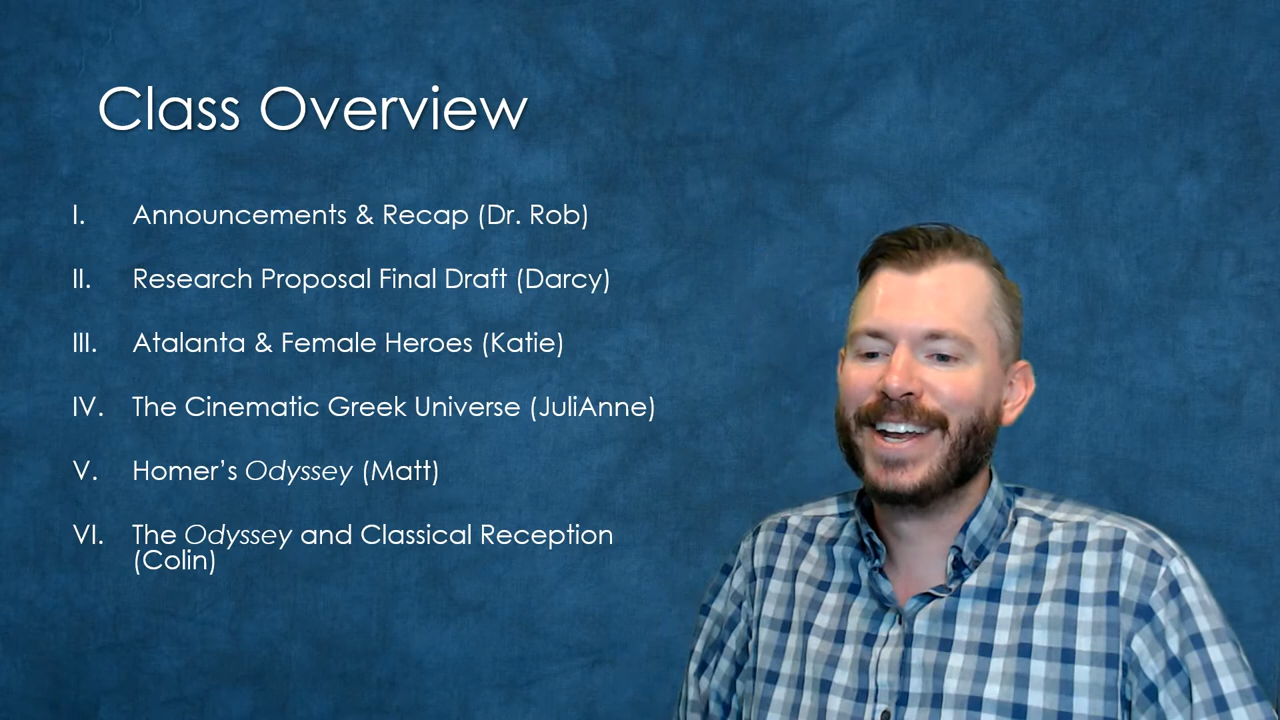 Class Overview
I. Announcements & Recap (Dr. Rob)
II. Research Proposal Final Draft (Darcy)
III. Atalanta & Female Heroes (Katie)
IV. The Cinematic Greek Universe (JuliAnne)
V. Homer’s Odyssey (Matt)
VI. The Odyssey and Classical Reception
(Colin)